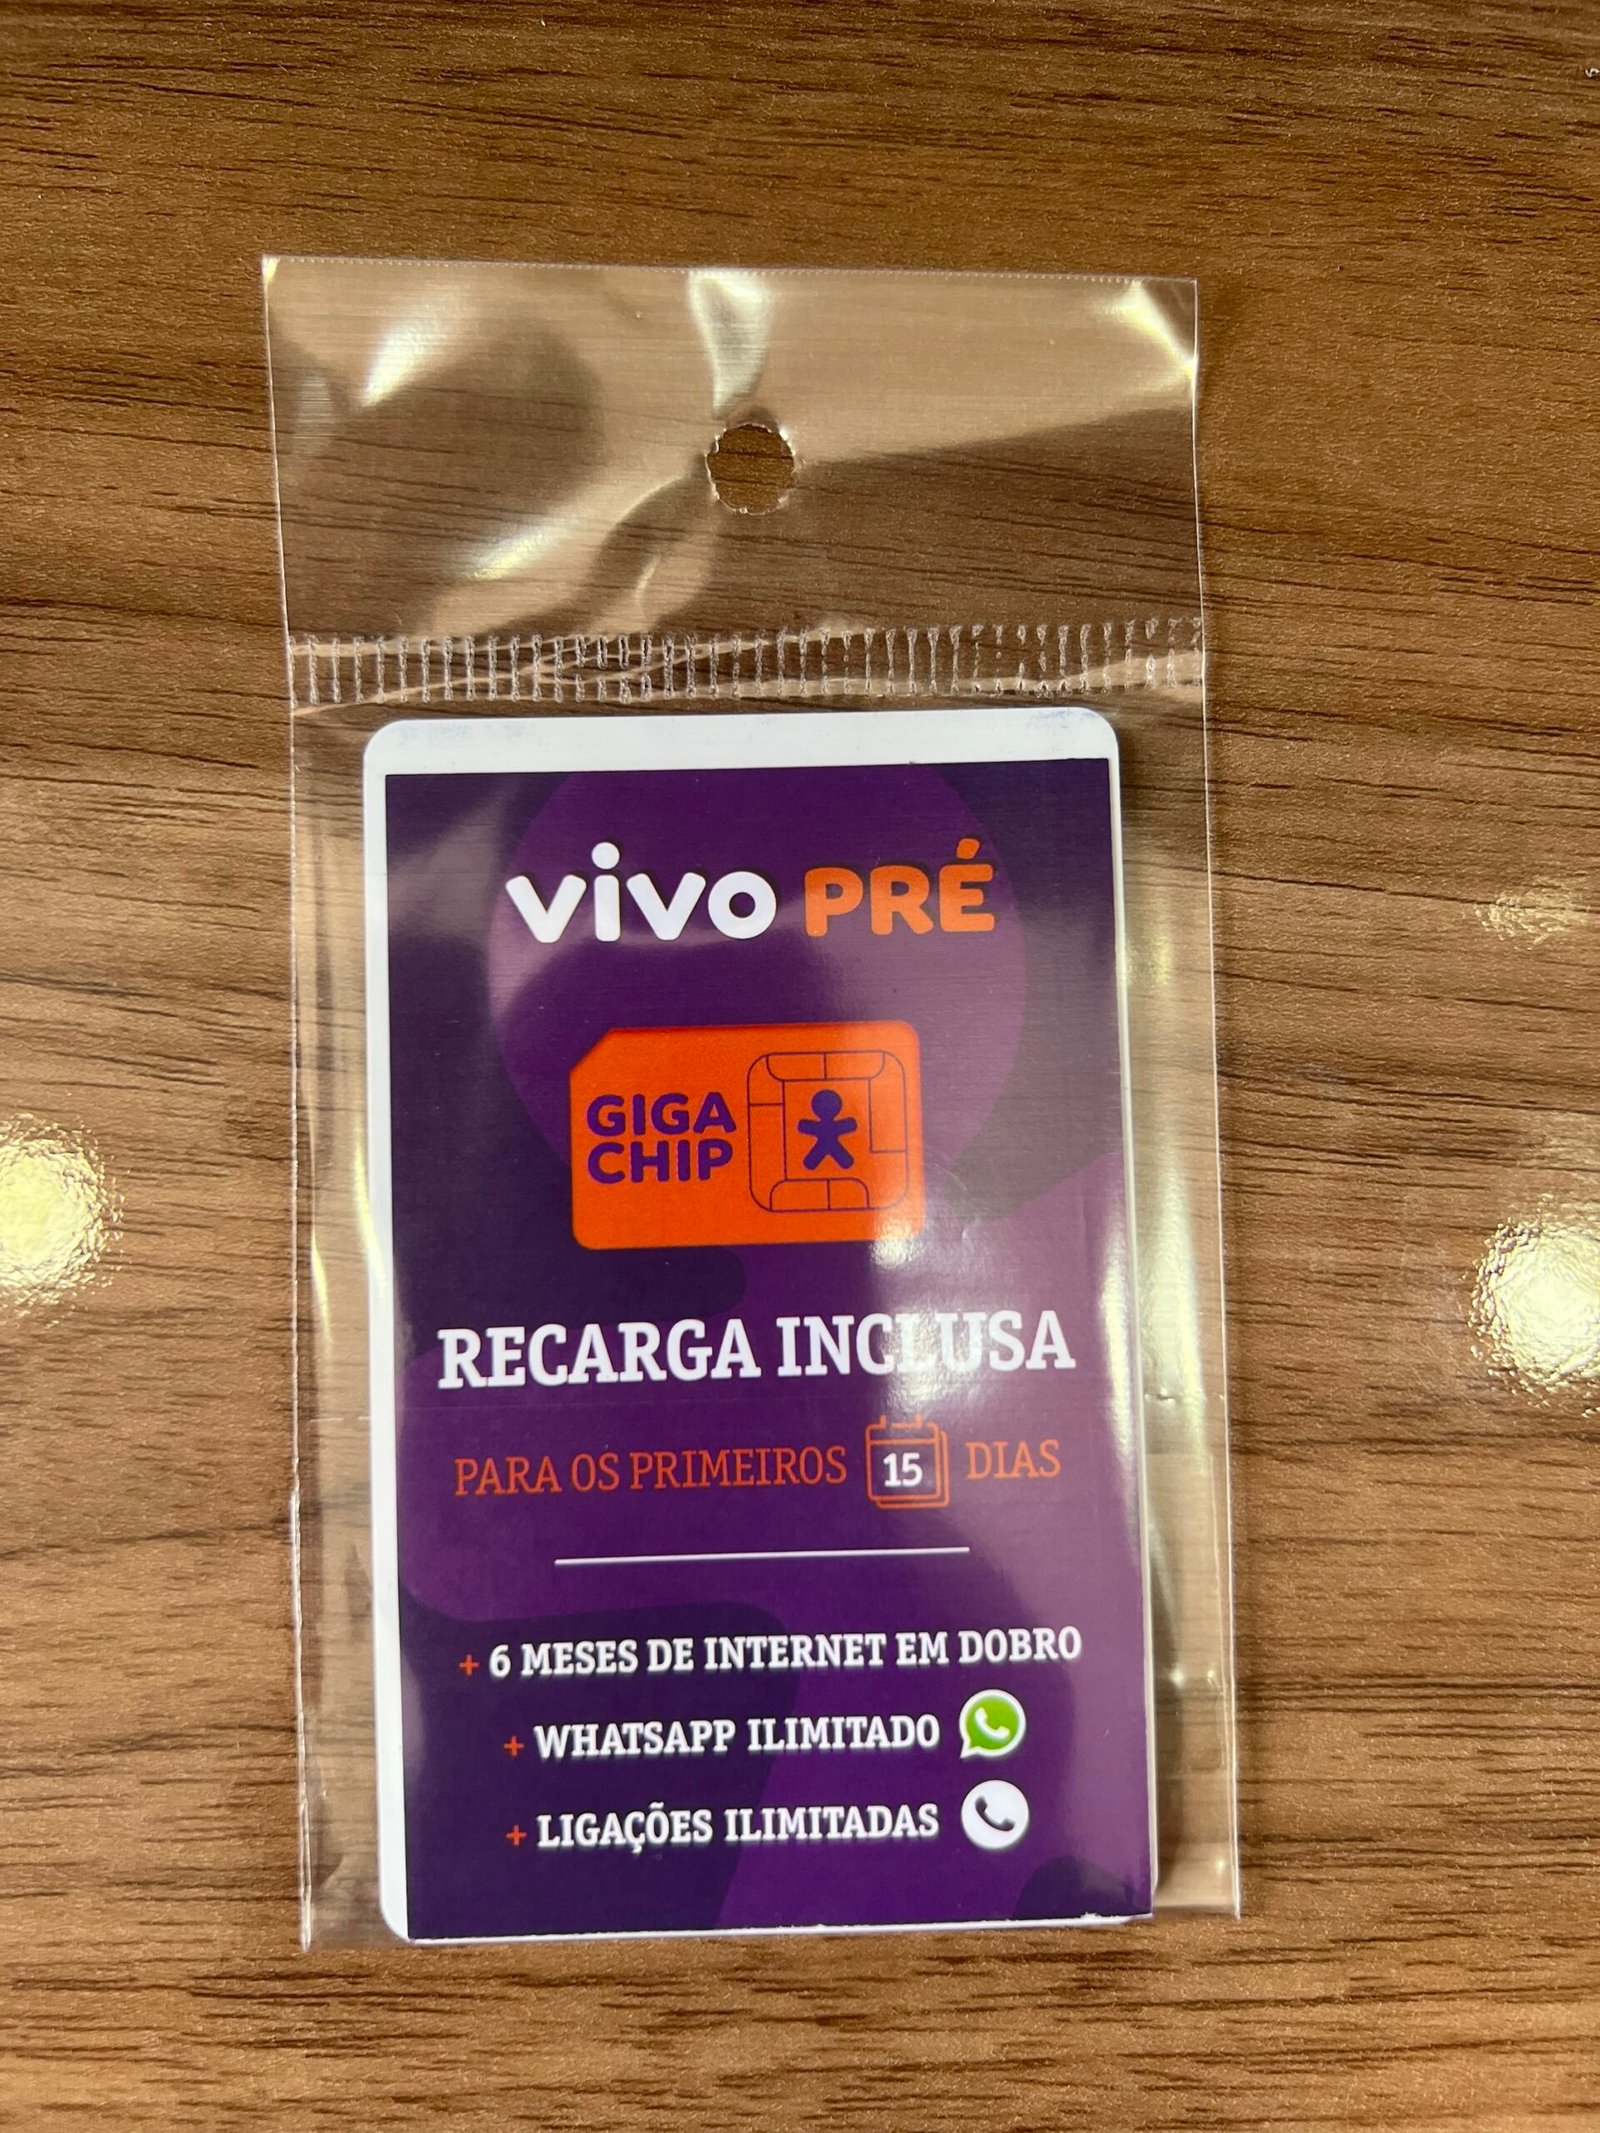 vivo PRÉ
GIGA
CHIP
RECARGA INCLUSA
PARA OS PRIMEIROS 15 DIAS
+ 6 MESES DE INTERNET EM DOBRO
+ WHATSAPP ILIMITADO
+ LIGAÇÕES ILIMITADAS